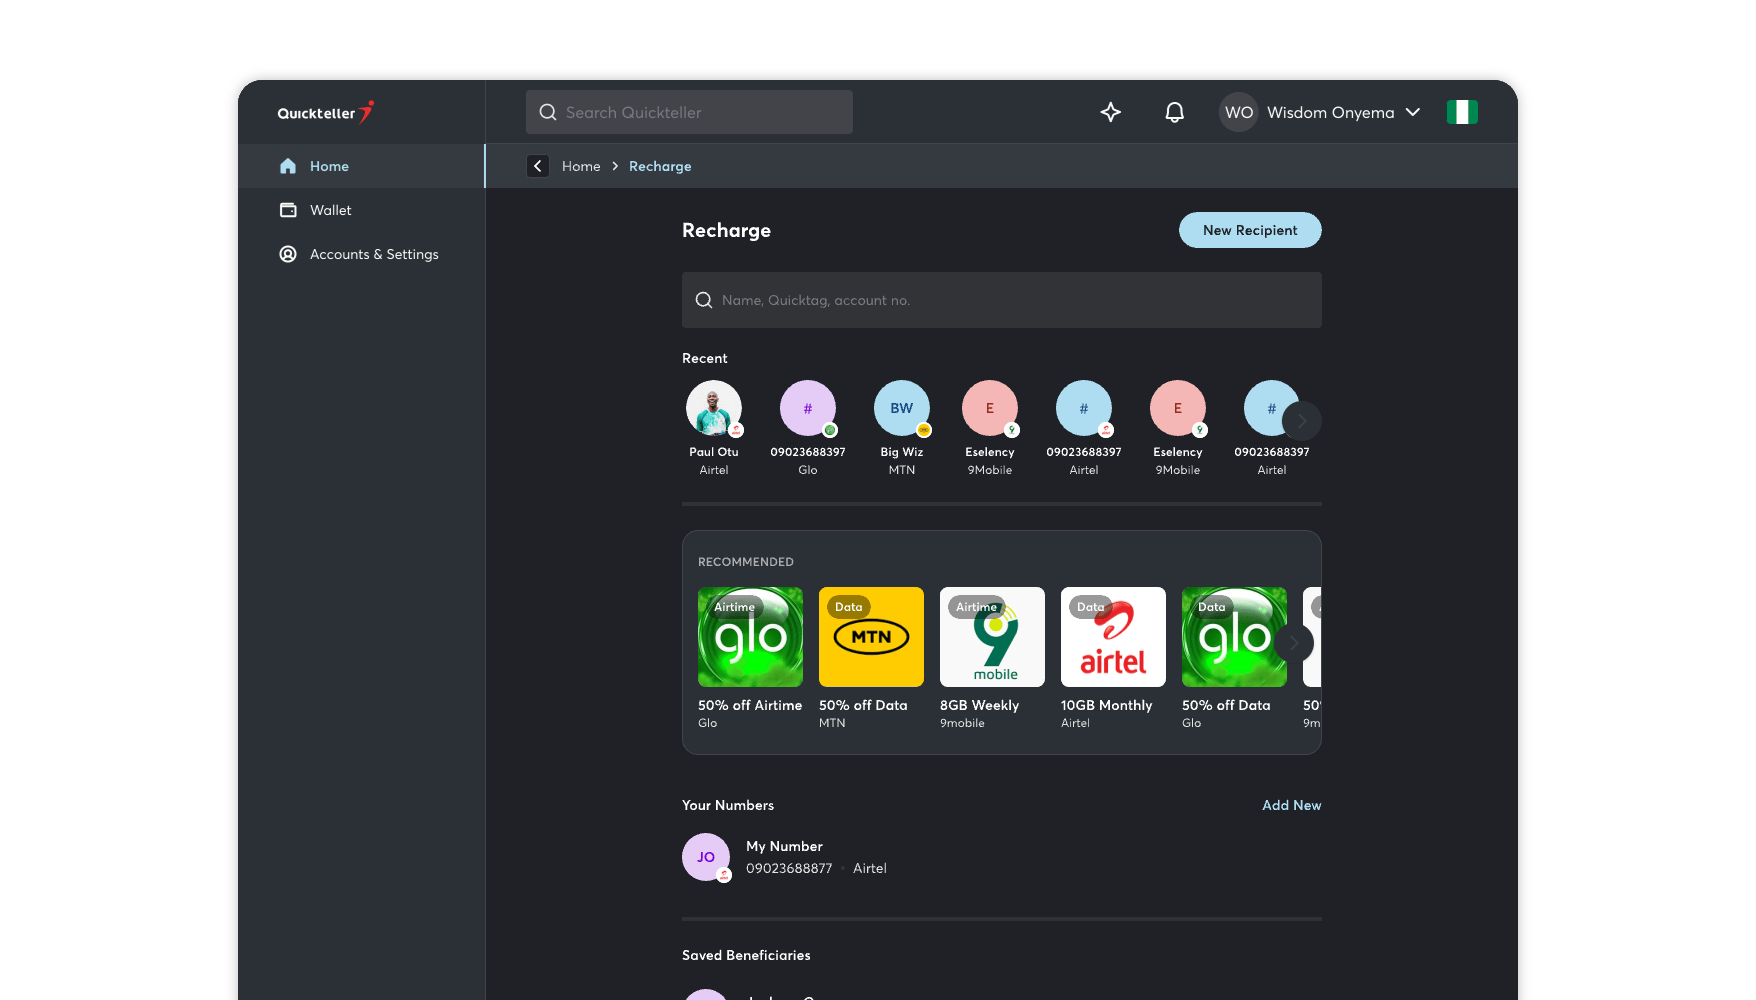 Quickteller
Search Quickteller
WO Wisdom Onyema
Home
Wallet
Accounts & Settings
Home > Recharge
Recharge
New Recipient
Name, Quicktag, account no.
Recent
# BW E # E #
Paul Otu 09023688397 Big Wiz Eselency 09023688397 Eselency 09023688397
Airtel Glo MTN 9Mobile Airtel 9Mobile Airtel
RECOMMENDED
Airtime Data Airtime Data Data
glo MTN 9 mobile airtel glo
50% off Airtime 50% off Data 8GB Weekly 10GB Monthly 50% off Data
Glo MTN 9mobile Airtel Glo
Your Numbers
Add New
JO
My Number
09023688877 • Airtel
Saved Beneficiaries